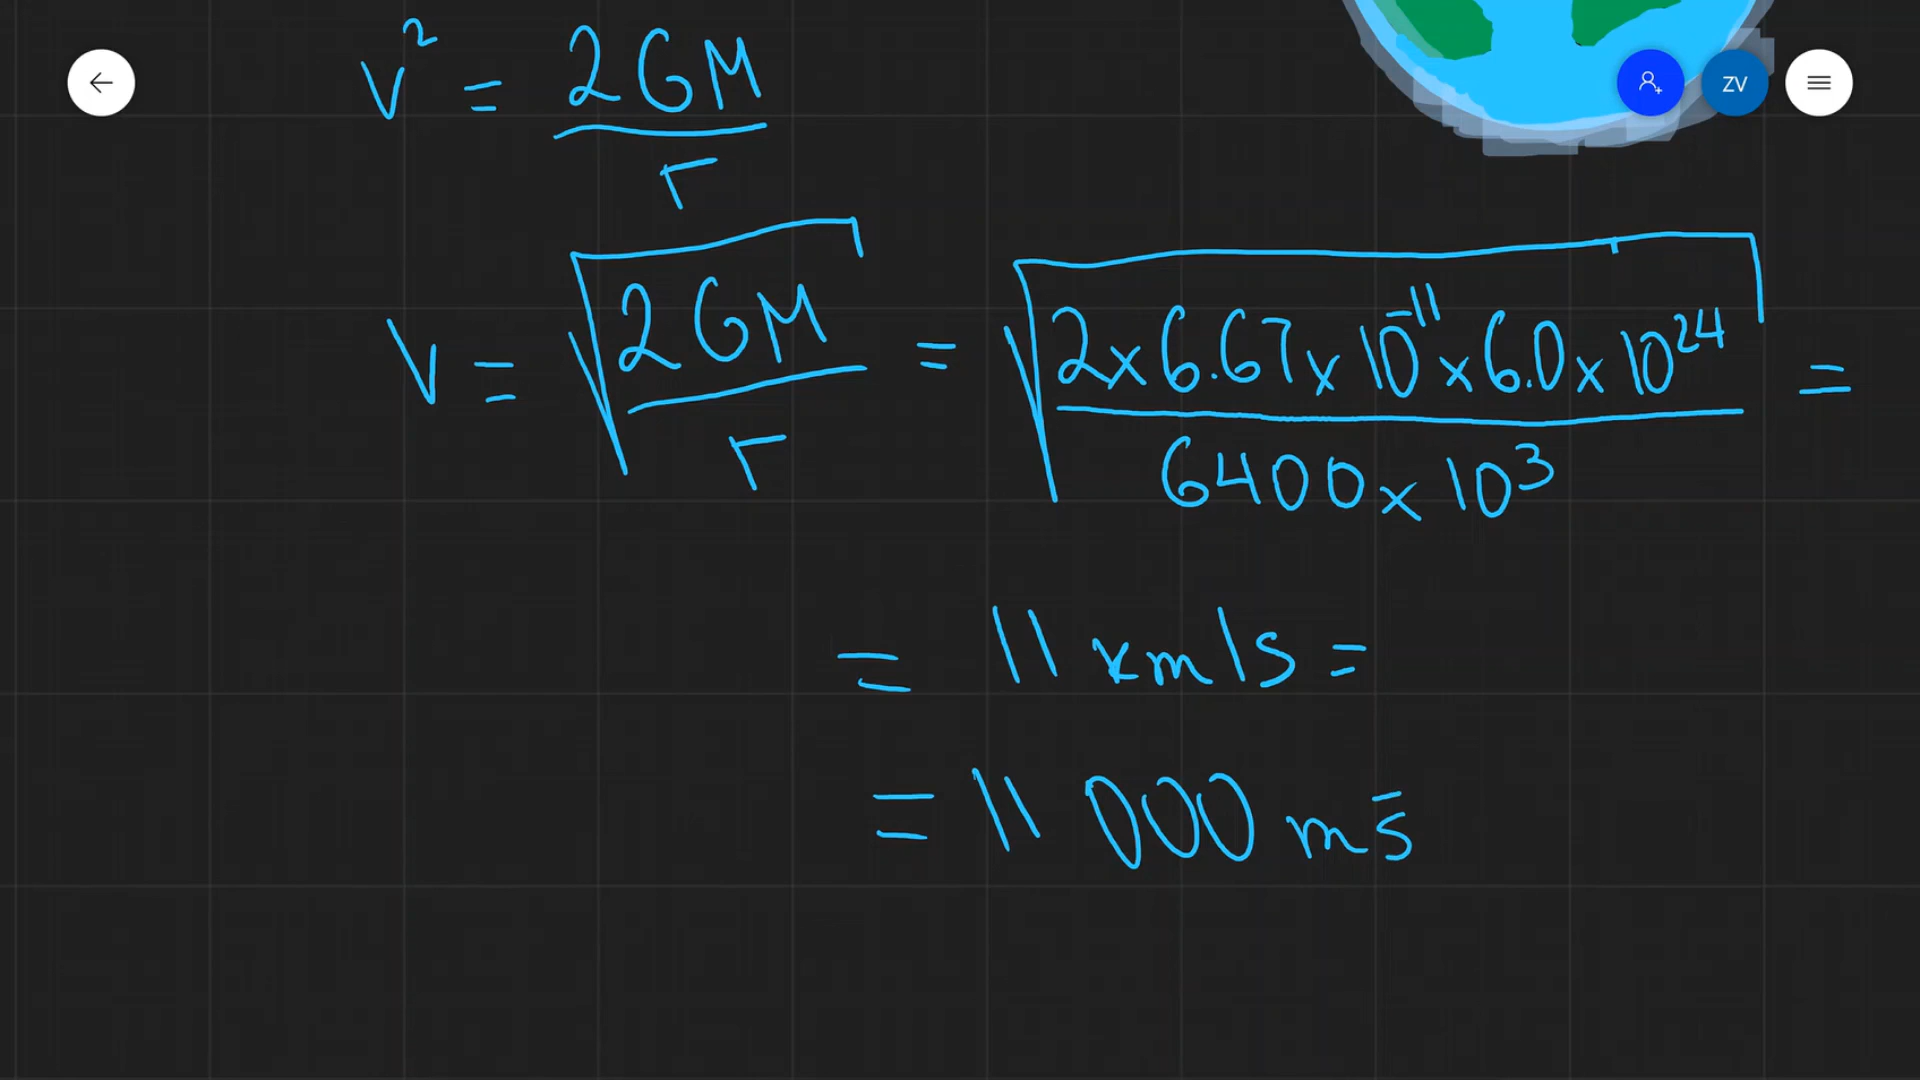 v² = 2GM
r
ZV
v = √2GM = √2×6.67×10⁻¹¹×6.0×10²⁴ =
r 6400×10³
= 11 km/s =
= 11 000 ms⁻